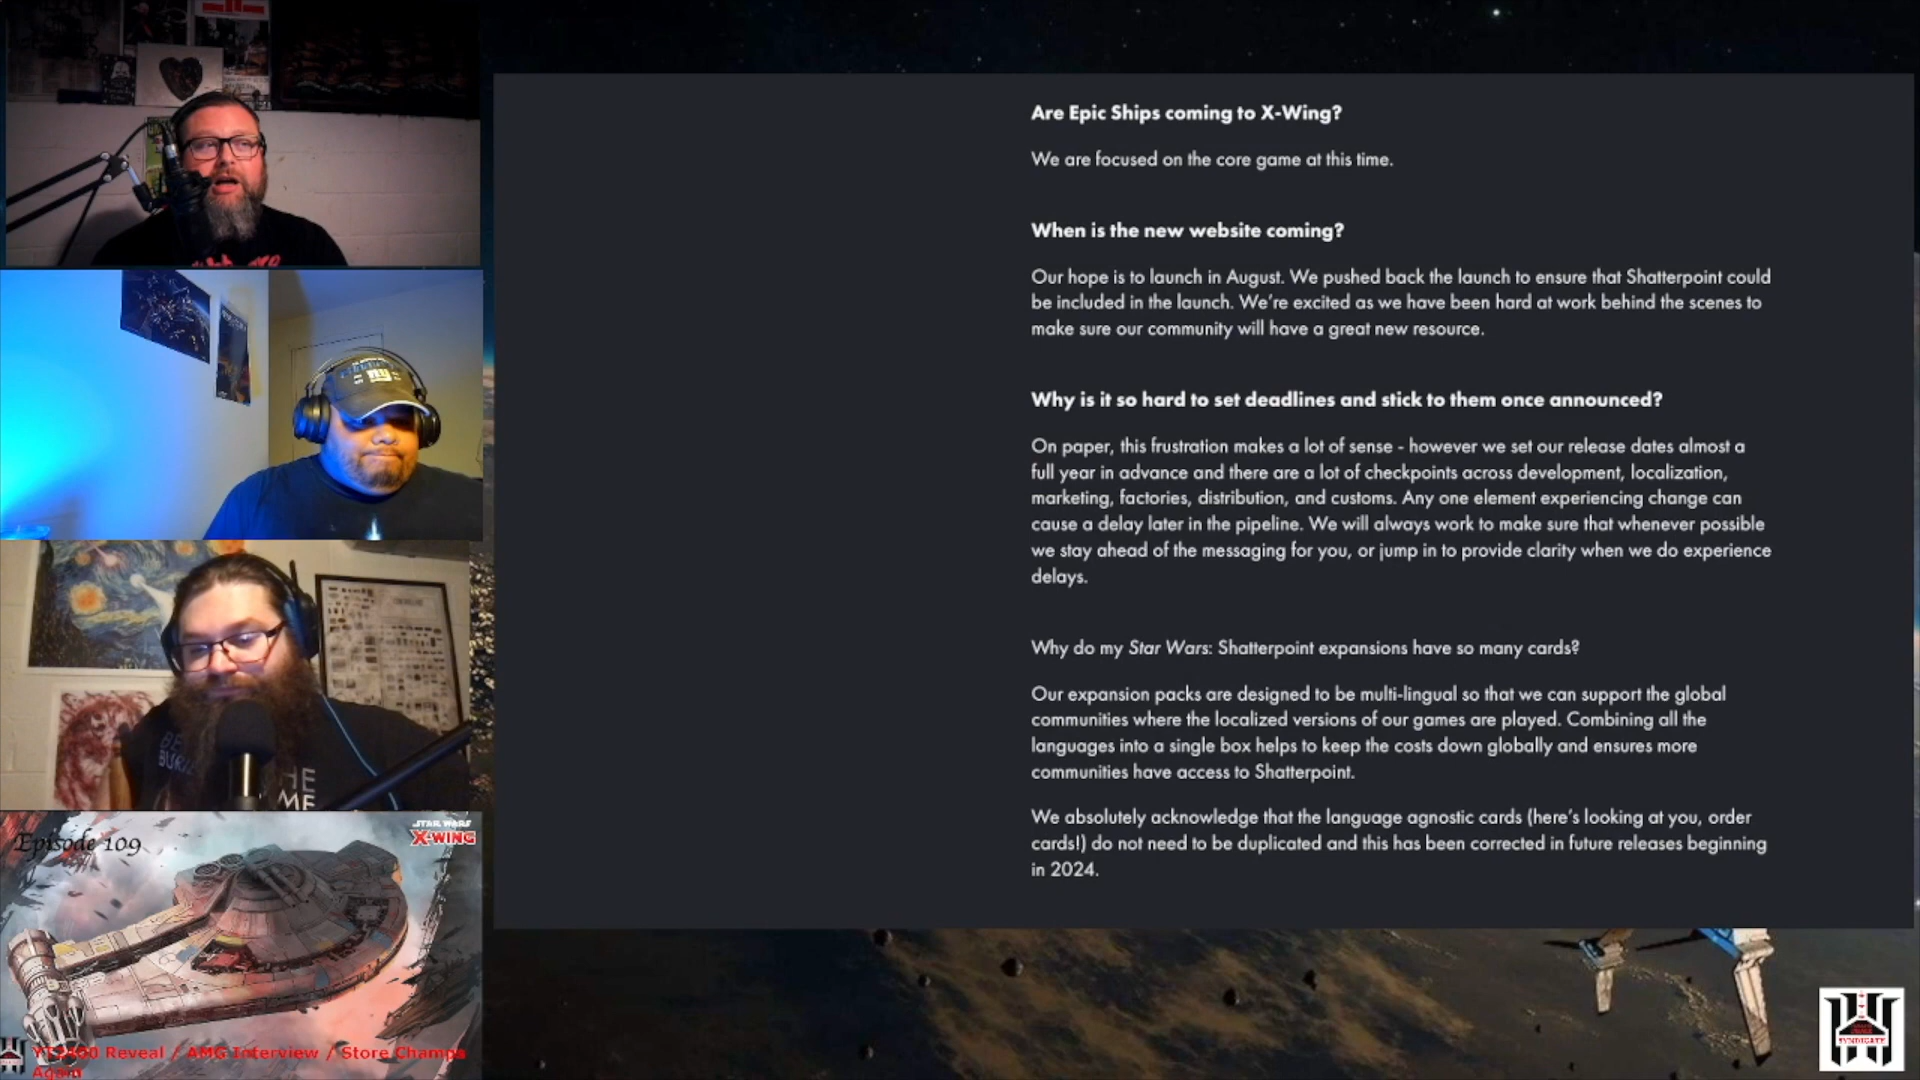 Are Epic Ships coming to X-Wing?
We are focused on the core game at this time.
When is the new website coming?
Our hope is to launch in August. We pushed back the launch to ensure that Shatterpoint could
be included in the launch. We're excited as we have been hard at work behind the scenes to
make sure our community will have a great new resource.
Why is it so hard to set deadlines and stick to them once announced?
On paper, this frustration makes a lot of sense - however we set our release dates almost a
full year in advance and there are a lot of checkpoints across development, localization,
marketing, factories, distribution, and customs. Any one element experiencing change can
cause a delay later in the pipeline. We will always work to make sure that whenever possible
we stay ahead of the messaging for you, or jump in to provide clarity when we do experience
delays.
Why do my Star Wars: Shatterpoint expansions have so many cards?
Our expansion packs are designed to be multi-lingual so that we can support the global
communities where the localized versions of our games are played. Combining all the
languages into a single box helps to keep the costs down globally and ensures more
communities have access to Shatterpoint.
We absolutely acknowledge that the language agnostic cards (here's looking at you, order
cards!) do not need to be duplicated and this has been corrected in future releases beginning
in 2024.
NY
Episode 109
STAR WARS
X-WING
YT2400 Reveal / AMG Interview / Store Champs
Again
SYNDICATE